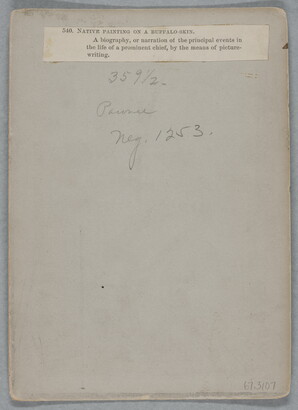 540. NATIVE PAINTING ON A BUFFALO-SKIN.
A biography, or narration of the principal events in
the life of a prominent chief, by the means of picture-
writing.
359½.
Pawnee
Neg. 1253.